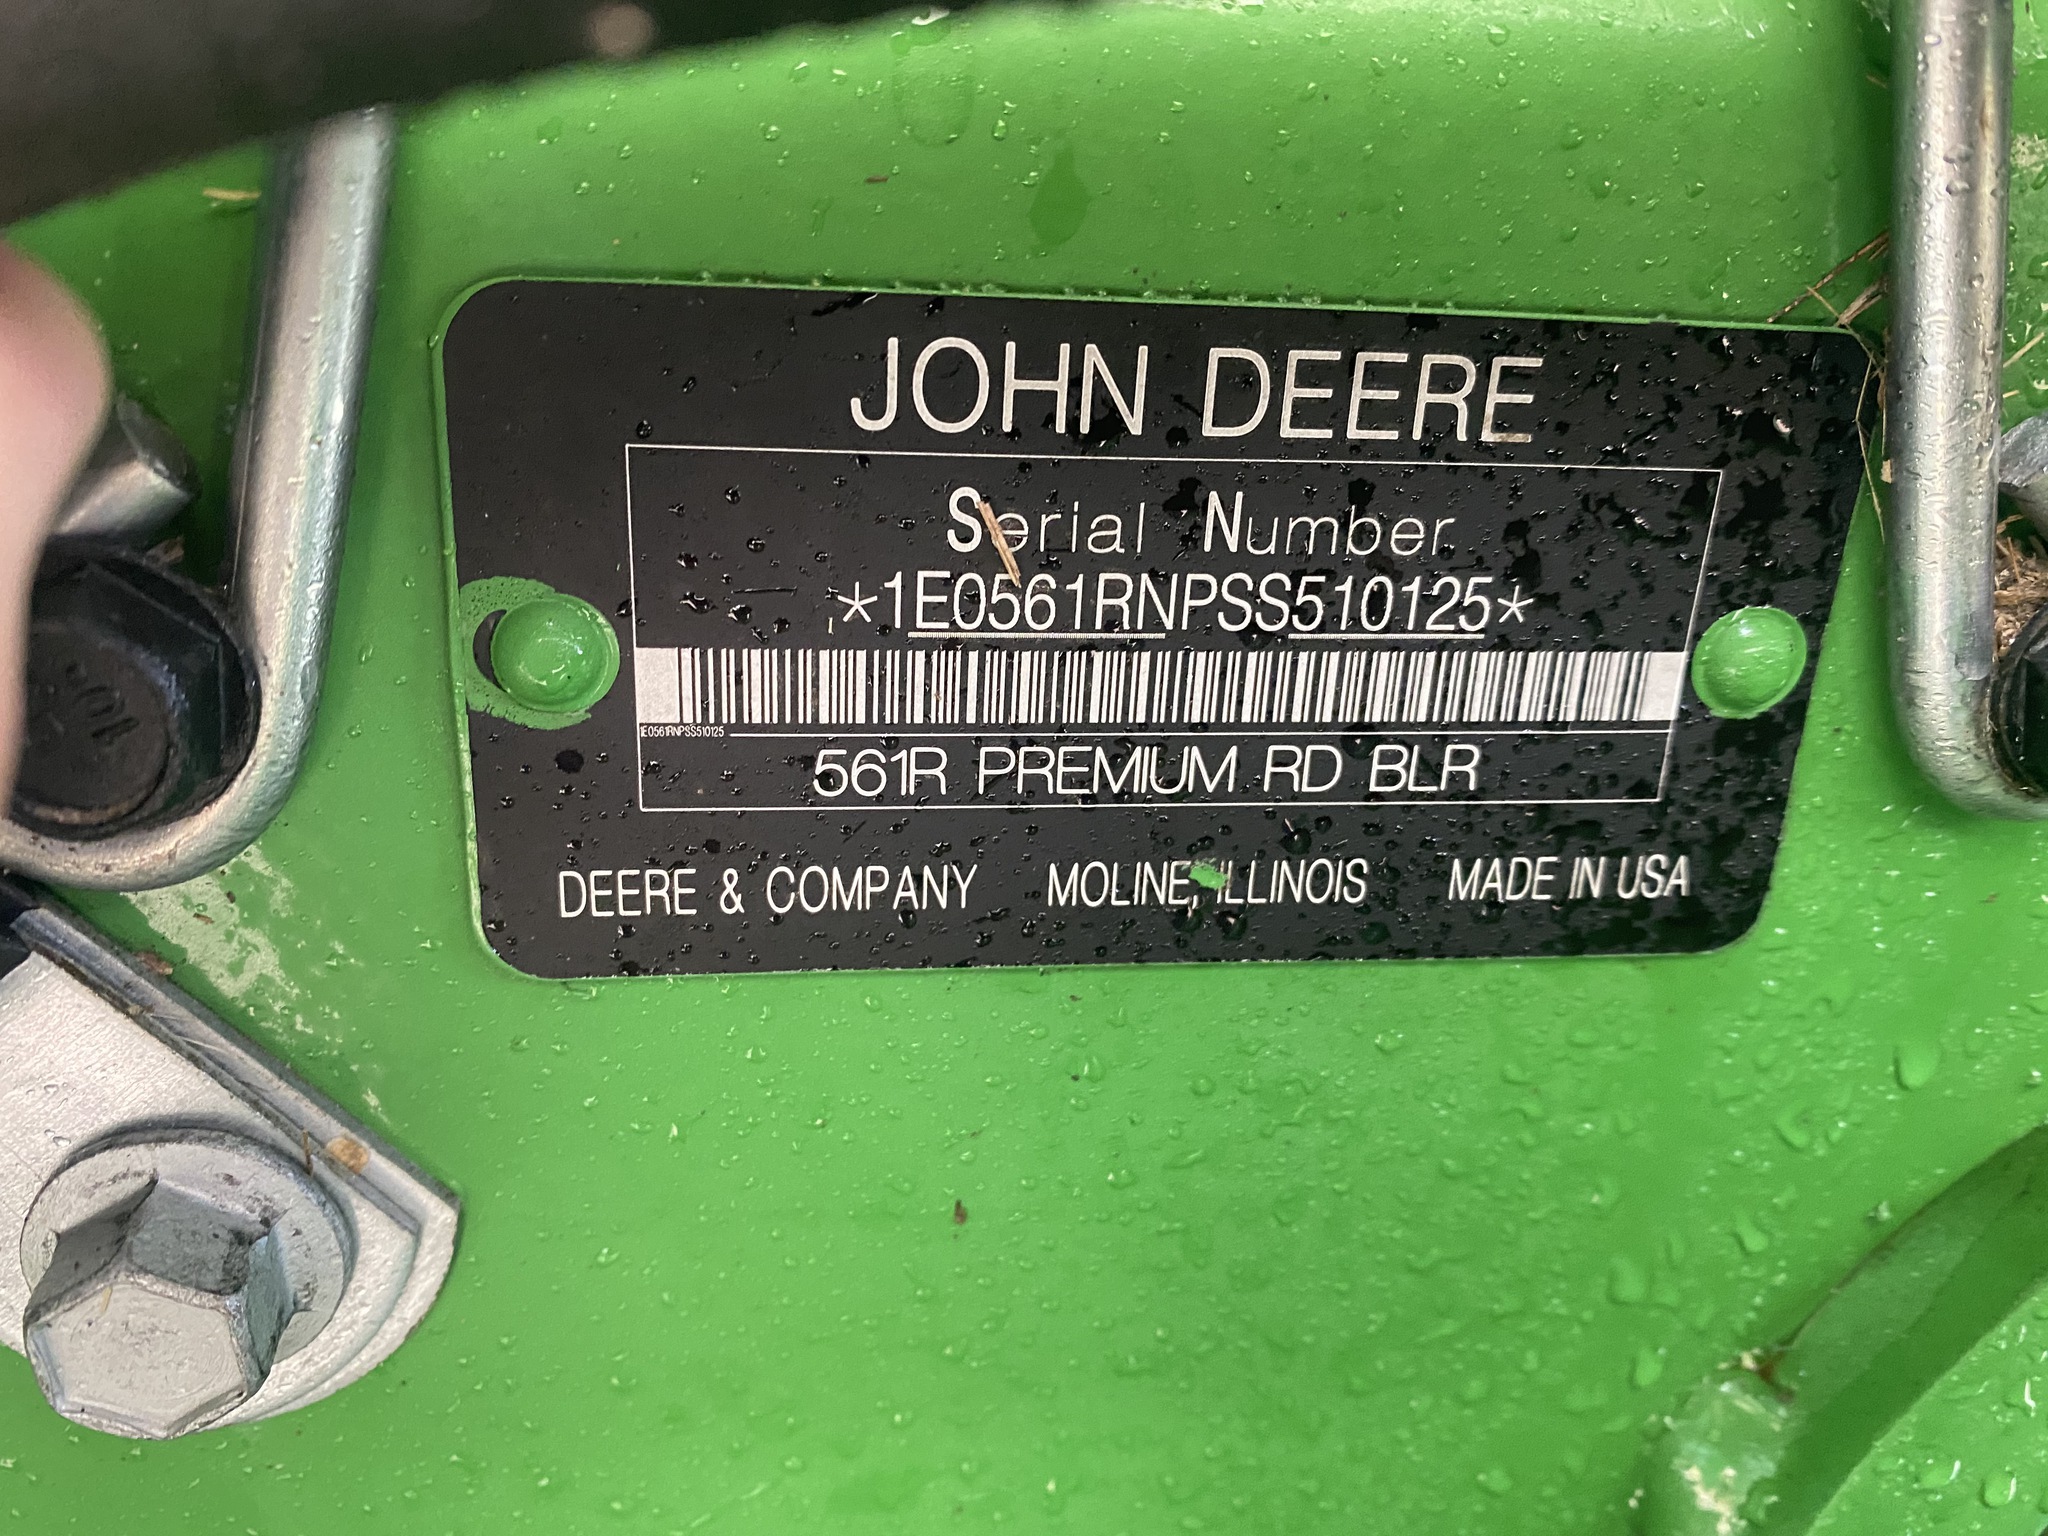 JOHN DEERE
Serial Number
*1E0561RNPSS510125*
1E0561RNPSS510125
561R PREMIUM RD BLR
DEERE & COMPANY MOLINE, ILLINOIS MADE IN USA